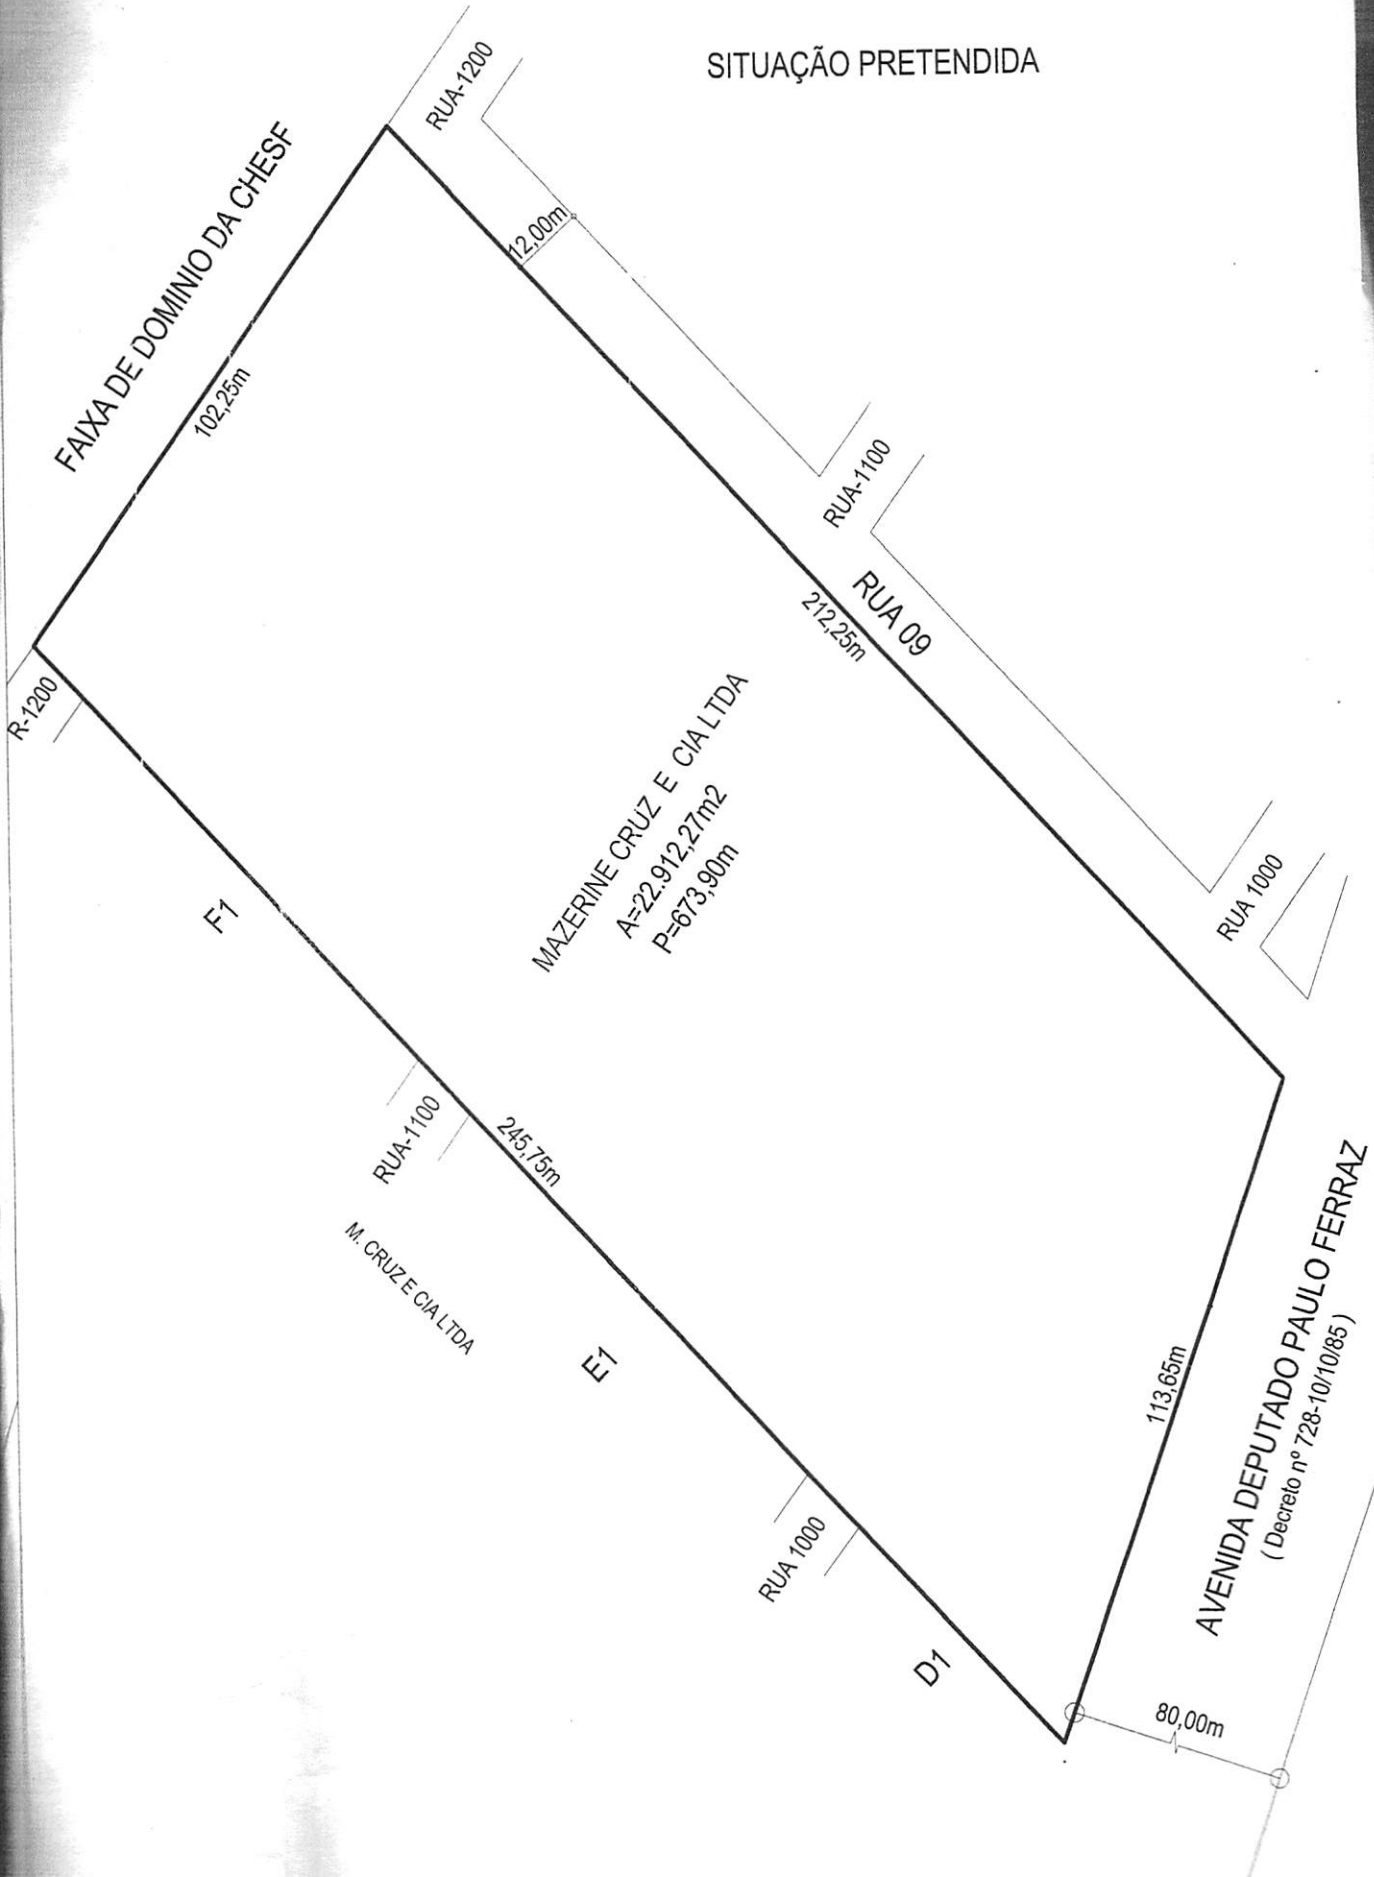 SITUAÇÃO PRETENDIDA
RUA-1200
FAIXA DE DOMINIO DA CHESF
12,00m
102,25m
RUA-1100
RUA 09
212,25m
R-1200
MAZERINE CRUZ E CIA LTDA
A=22.912,27m2
P=673,90m
RUA 1000
F1
RUA-1100
245,75m
M. CRUZ E CIA LTDA
E1
113,65m
AVENIDA DEPUTADO PAULO FERRAZ
( Decreto nº 728-10/10/85 )
RUA 1000
D1
80,00m